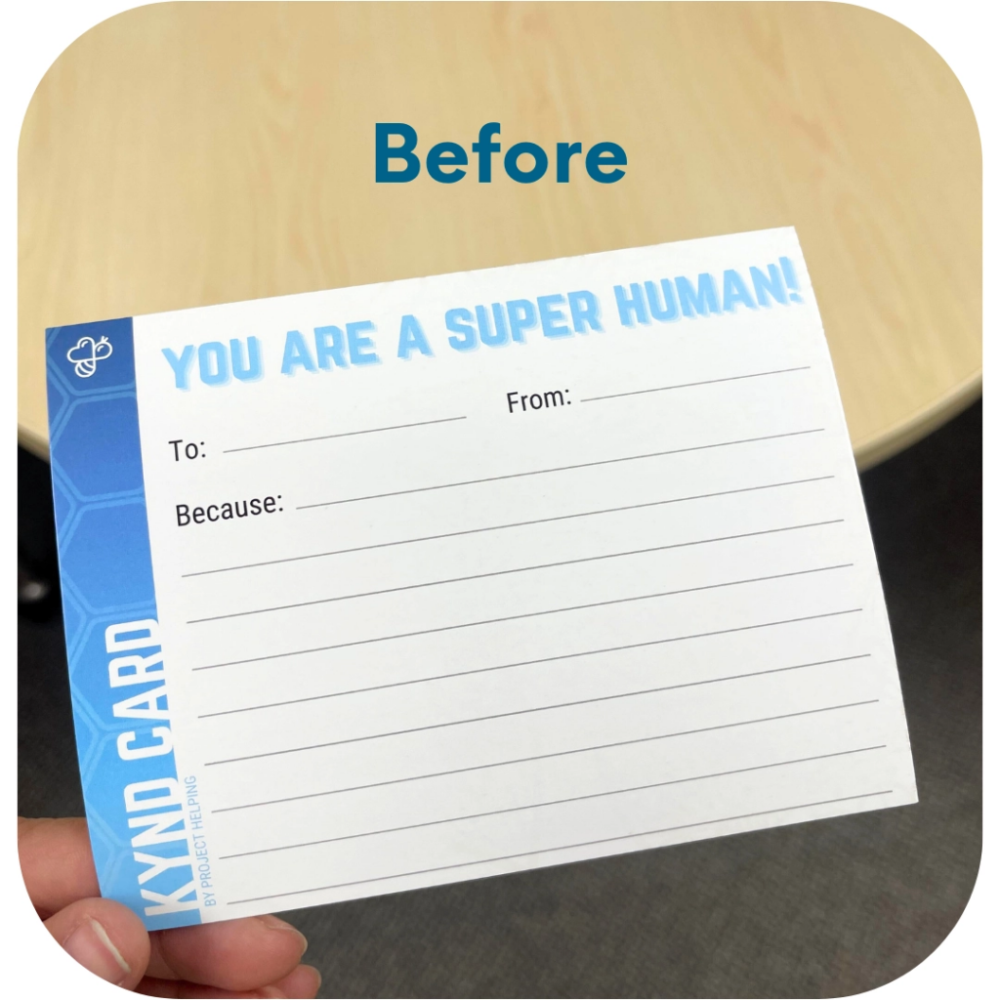 Before
YOU ARE A SUPER HUMAN!
To:
From:
Because:
KYND CARD
BY PROJECT HELPING